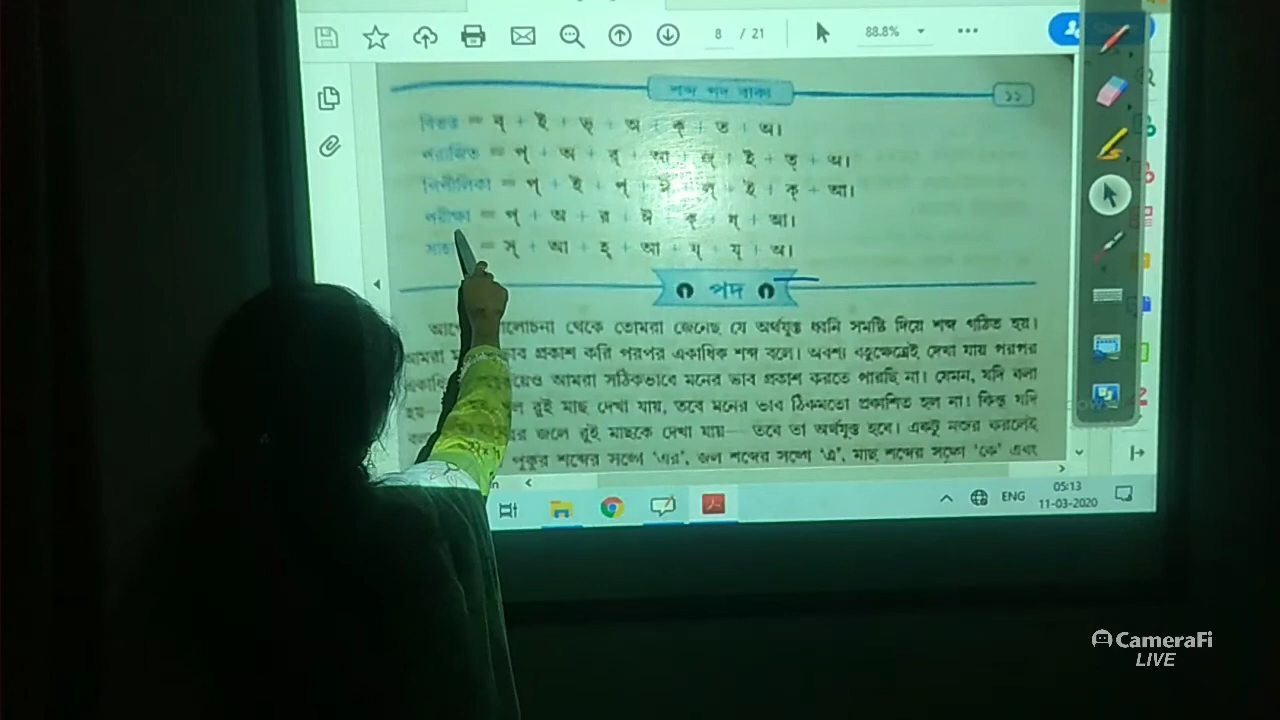 8 / 21
88.8%
শব্দ পদ বাক্য
১১
বিভক্ত = ব্ + ই + ভ্ + অ + ক্ + ত + অ।
পরাজিত = প্ + অ + র্ + আ + জ্ । ই + ত্ + অ।
পিপীলিকা = প্ + ই + প্ + ঈ + ল্ + ই + ক্ + আ।
পরীক্ষা = প্ + অ + র + ঈ + ক্ + ষ্ + আ।
= স্ + আ + হ্ + আ + য্ + য্ + অ।
পদ
থেকে তোমরা জেনেছ যে অর্থযুক্ত ধ্বনি সমষ্টি দিয়ে শব্দ গঠিত হয়।
আমরা ভাব প্রকাশ করি পরপর একাধিক শব্দ বলে। অবশ্য বহুক্ষেত্রেই দেখা যায় পরপর
আমরা সঠিকভাবে মনের ভাব প্রকাশ করতে পারছি না। যেমন, যদি বলা
হয়— রুই মাছ দেখা যায়, তবে মনের ভাব ঠিকমতো প্রকাশিত হল না। কিন্তু যদি
জলে রুই মাছকে দেখা যায়— তবে তা অর্থযুক্ত হবে। একটু নজর করলেই
পুকুর শব্দের সঙ্গে ‘এর’, জল শব্দের সঙ্গে ‘এ’, মাছ শব্দের সঙ্গে ‘কে’ এবং
ENG
05:13
11-03-2020
CameraFi
LIVE